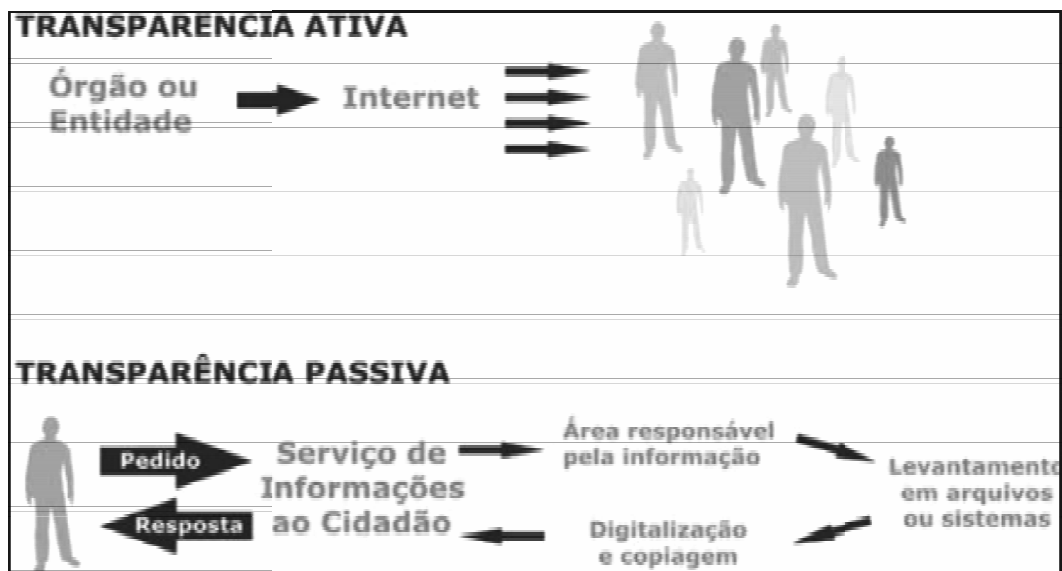 TRANSPARÊNCIA ATIVA
Órgão ou
Entidade
Internet
TRANSPARÊNCIA PASSIVA
Pedido
Resposta
Serviço de
Informações
ao Cidadão
Área responsável
pela informação
Levantamento
em arquivos
ou sistemas
Digitalização
e copiagem